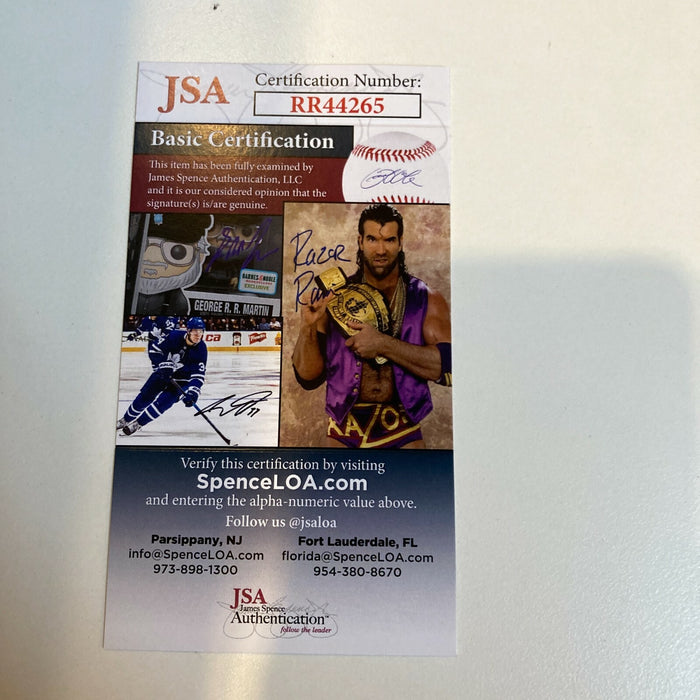 JSA
Certification Number:
RR44265
Basic Certification
This item has been fully examined by
James Spence Authentication, LLC
and it is our considered opinion that the
signature(s) is/are genuine.
BARNES & NOBLE
EXCLUSIVE
GEORGE R. R. MARTIN
Razor
Ramon
RAZOR
Verify this certification by visiting
SpenceLOA.com
and entering the alpha-numeric value above.
Follow us @jsaloa
Parsippany, NJ
info@SpenceLOA.com
973-898-1300
Fort Lauderdale, FL
florida@SpenceLOA.com
954-380-8670
JSA
James Spence
Authentication
follow the leader